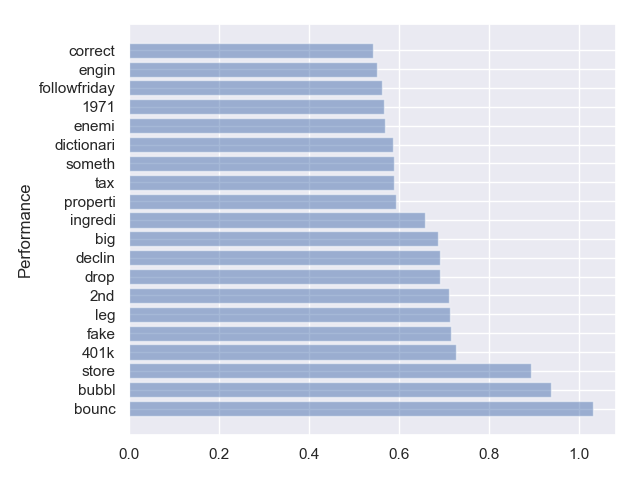 correct
engin
followfriday
1971
enemi
dictionari
someth
tax
properti
ingredi
big
declin
drop
2nd
leg
fake
401k
store
bubbl
bounc
Performance
0.0 0.2 0.4 0.6 0.8 1.0